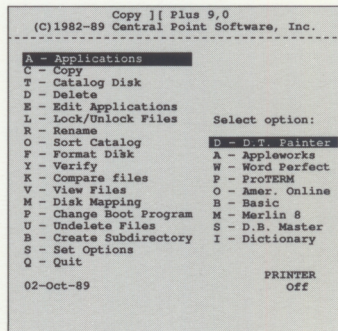 Copy ][ Plus 9,0
(C)1982-89 Central Point Software, Inc.
A - Applications
C - Copy
T - Catalog Disk
D - Delete
E - Edit Applications
L - Lock/Unlock Files
R - Rename
O - Sort Catalog
F - Format Disk
Y - Verify
K - Compare files
V - View Files
M - Disk Mapping
P - Change Boot Program
U - Undelete Files
B - Create Subdirectory
S - Set Options
Q - Quit
02-Oct-89
Select option:
D - D.T. Painter
A - Appleworks
W - Word Perfect
P - ProTERM
O - Amer. Online
B - Basic
M - Merlin 8
S - D.B. Master
I - Dictionary
PRINTER
Off